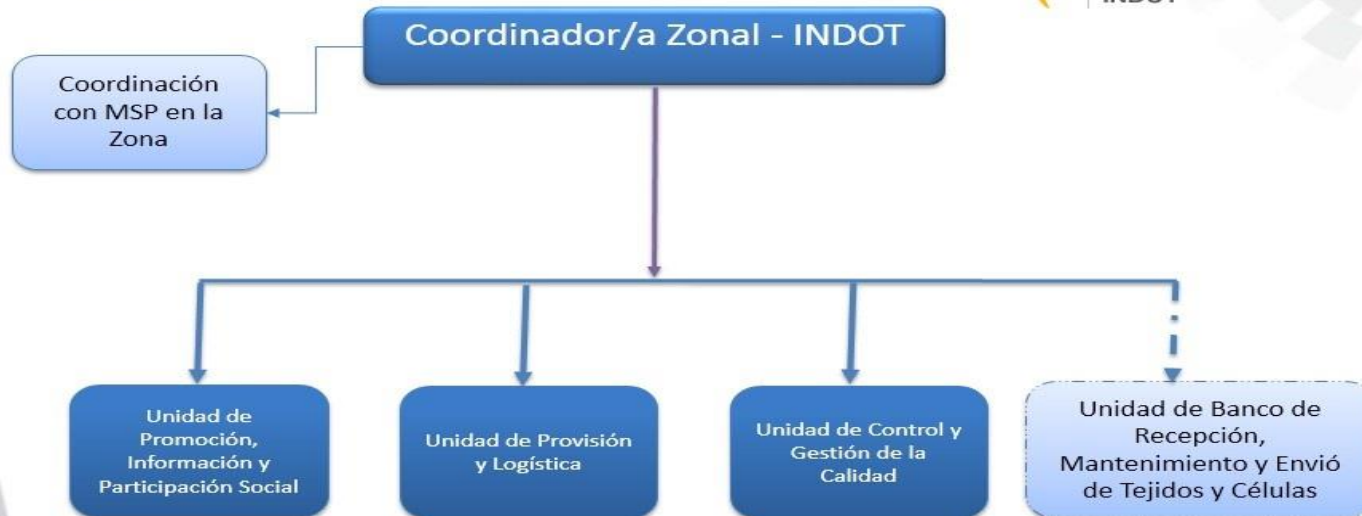 INDOT
Coordinador/a Zonal - INDOT
Coordinación
con MSP en la
Zona
Unidad de
Promoción,
Información y
Participación Social
Unidad de Provisión
y Logística
Unidad de Control y
Gestión de la
Calidad
Unidad de Banco de
Recepción,
Mantenimiento y Envió
de Tejidos y Células